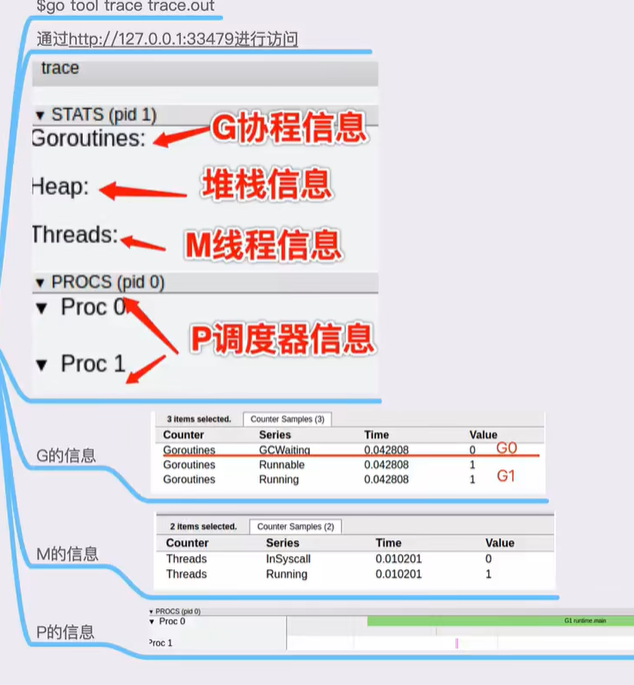 $go tool trace trace.out
通过http://127.0.0.1:33479进行访问
trace
▼ STATS (pid 1)
Goroutines:
G协程信息
Heap:
堆栈信息
Threads:
M线程信息
▼ PROCS (pid 0)
▼ Proc 0
P调度器信息
▼ Proc 1
G的信息
3 items selected. Counter Samples (3)
Counter Series Time Value
Goroutines GCWaiting 0.042808 0 G0
Goroutines Runnable 0.042808 1
Goroutines Running 0.042808 1 G1
M的信息
2 items selected. Counter Samples (2)
Counter Series Time Value
Threads InSyscall 0.010201 0
Threads Running 0.010201 1
P的信息
▼ PROCS (pid 0)
▼ Proc 0 G1 runtime.main
Proc 1